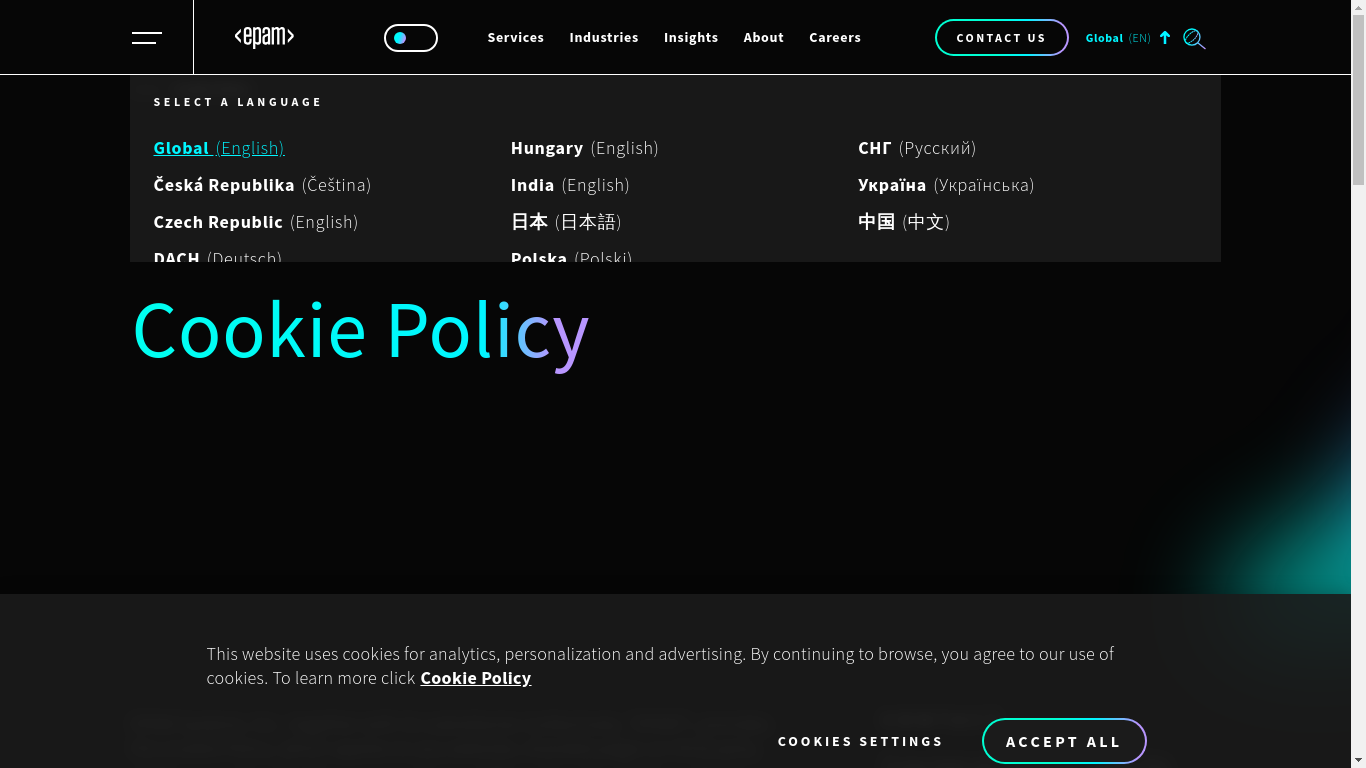 <epam>
Services Industries Insights About Careers
CONTACT US
Global (EN)
SELECT A LANGUAGE
Global (English)
Česká Republika (Čeština)
Czech Republic (English)
DACH (Deutsch)
Hungary (English)
India (English)
日本 (日本語)
Polska (Polski)
СНГ (Русский)
Україна (Українська)
中国 (中文)
Cookie Policy
This website uses cookies for analytics, personalization and advertising. By continuing to browse, you agree to our use of
cookies. To learn more click Cookie Policy
COOKIES SETTINGS
ACCEPT ALL